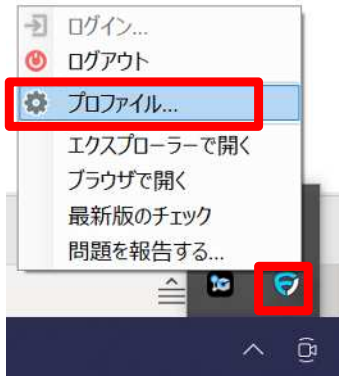 ログイン...
ログアウト
プロファイル...
エクスプローラーで開く
ブラウザで開く
最新版のチェック
問題を報告する...